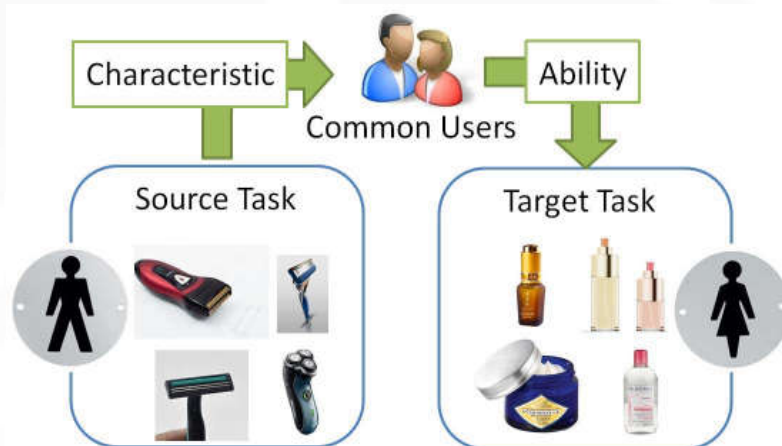 Characteristic
Ability
Common Users
Source Task
Target Task